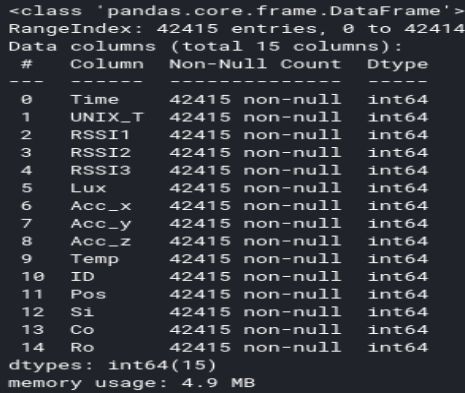 <class 'pandas.core.frame.DataFrame'>
RangeIndex: 42415 entries, 0 to 42414
Data columns (total 15 columns):
 #   Column  Non-Null Count  Dtype
---  ------  --------------  -----
 0   Time    42415 non-null  int64
 1   UNIX_T  42415 non-null  int64
 2   RSSI1   42415 non-null  int64
 3   RSSI2   42415 non-null  int64
 4   RSSI3   42415 non-null  int64
 5   Lux     42415 non-null  int64
 6   Acc_x   42415 non-null  int64
 7   Acc_y   42415 non-null  int64
 8   Acc_z   42415 non-null  int64
 9   Temp    42415 non-null  int64
 10  ID      42415 non-null  int64
 11  Pos     42415 non-null  int64
 12  Si      42415 non-null  int64
 13  Co      42415 non-null  int64
 14  Ro      42415 non-null  int64
dtypes: int64(15)
memory usage: 4.9 MB